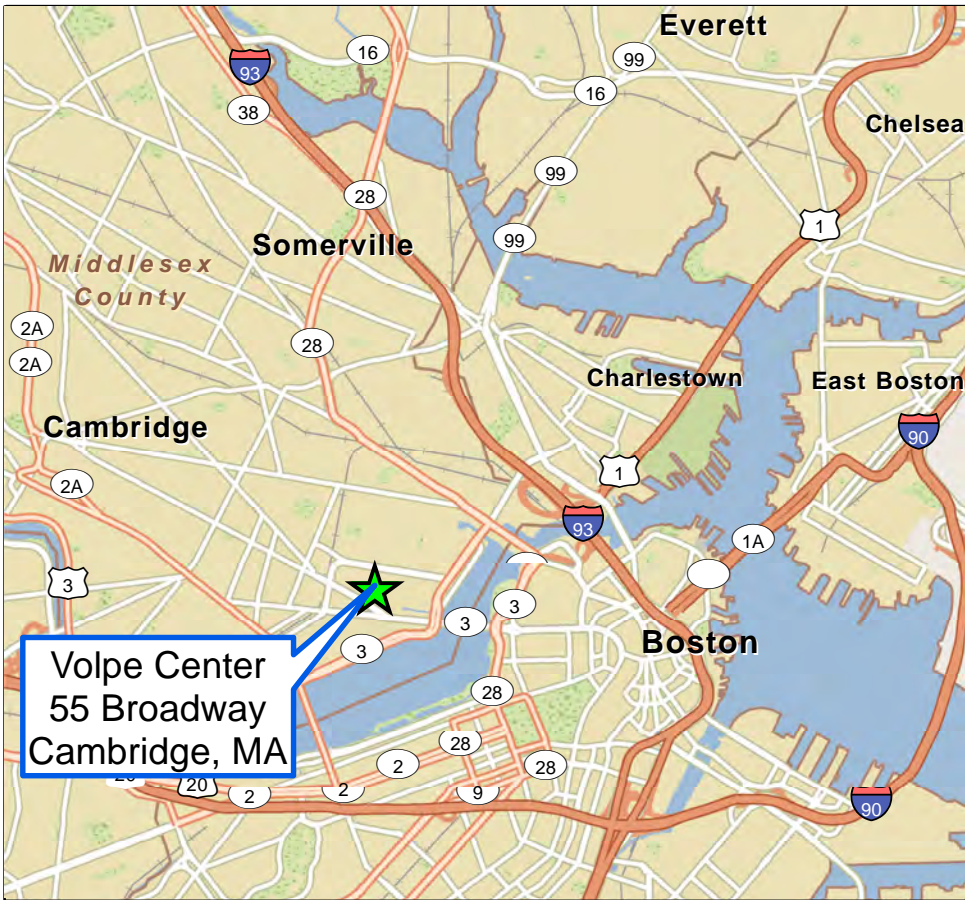 Everett
16
99
93
16
38
Chelsea
99
28
1
99
Somerville
Middlesex
County
2A
28
2A
Charlestown
East Boston
Cambridge
90
1
2A
93
1A
3
3
3
Boston
3
Volpe Center
55 Broadway
Cambridge, MA
28
28
2
28
20
2
2
9
90